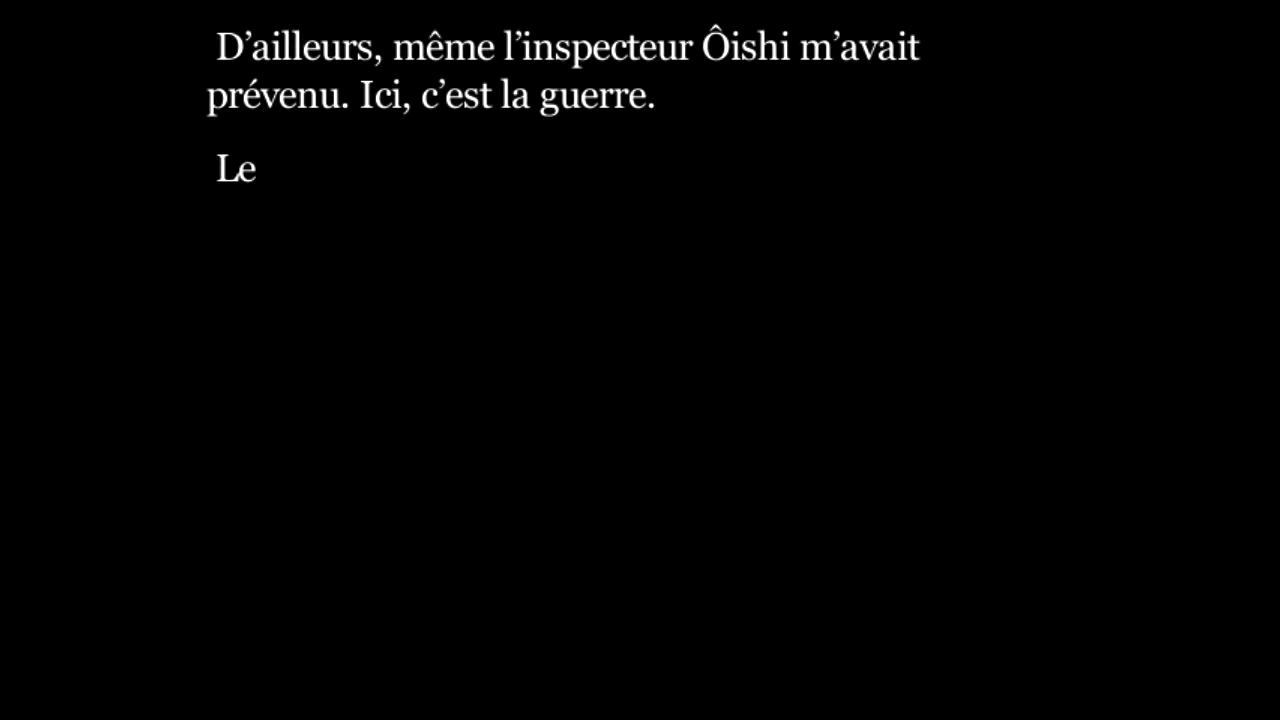 D’ailleurs, même l’inspecteur Ôishi m’avait
prévenu. Ici, c’est la guerre.
Le